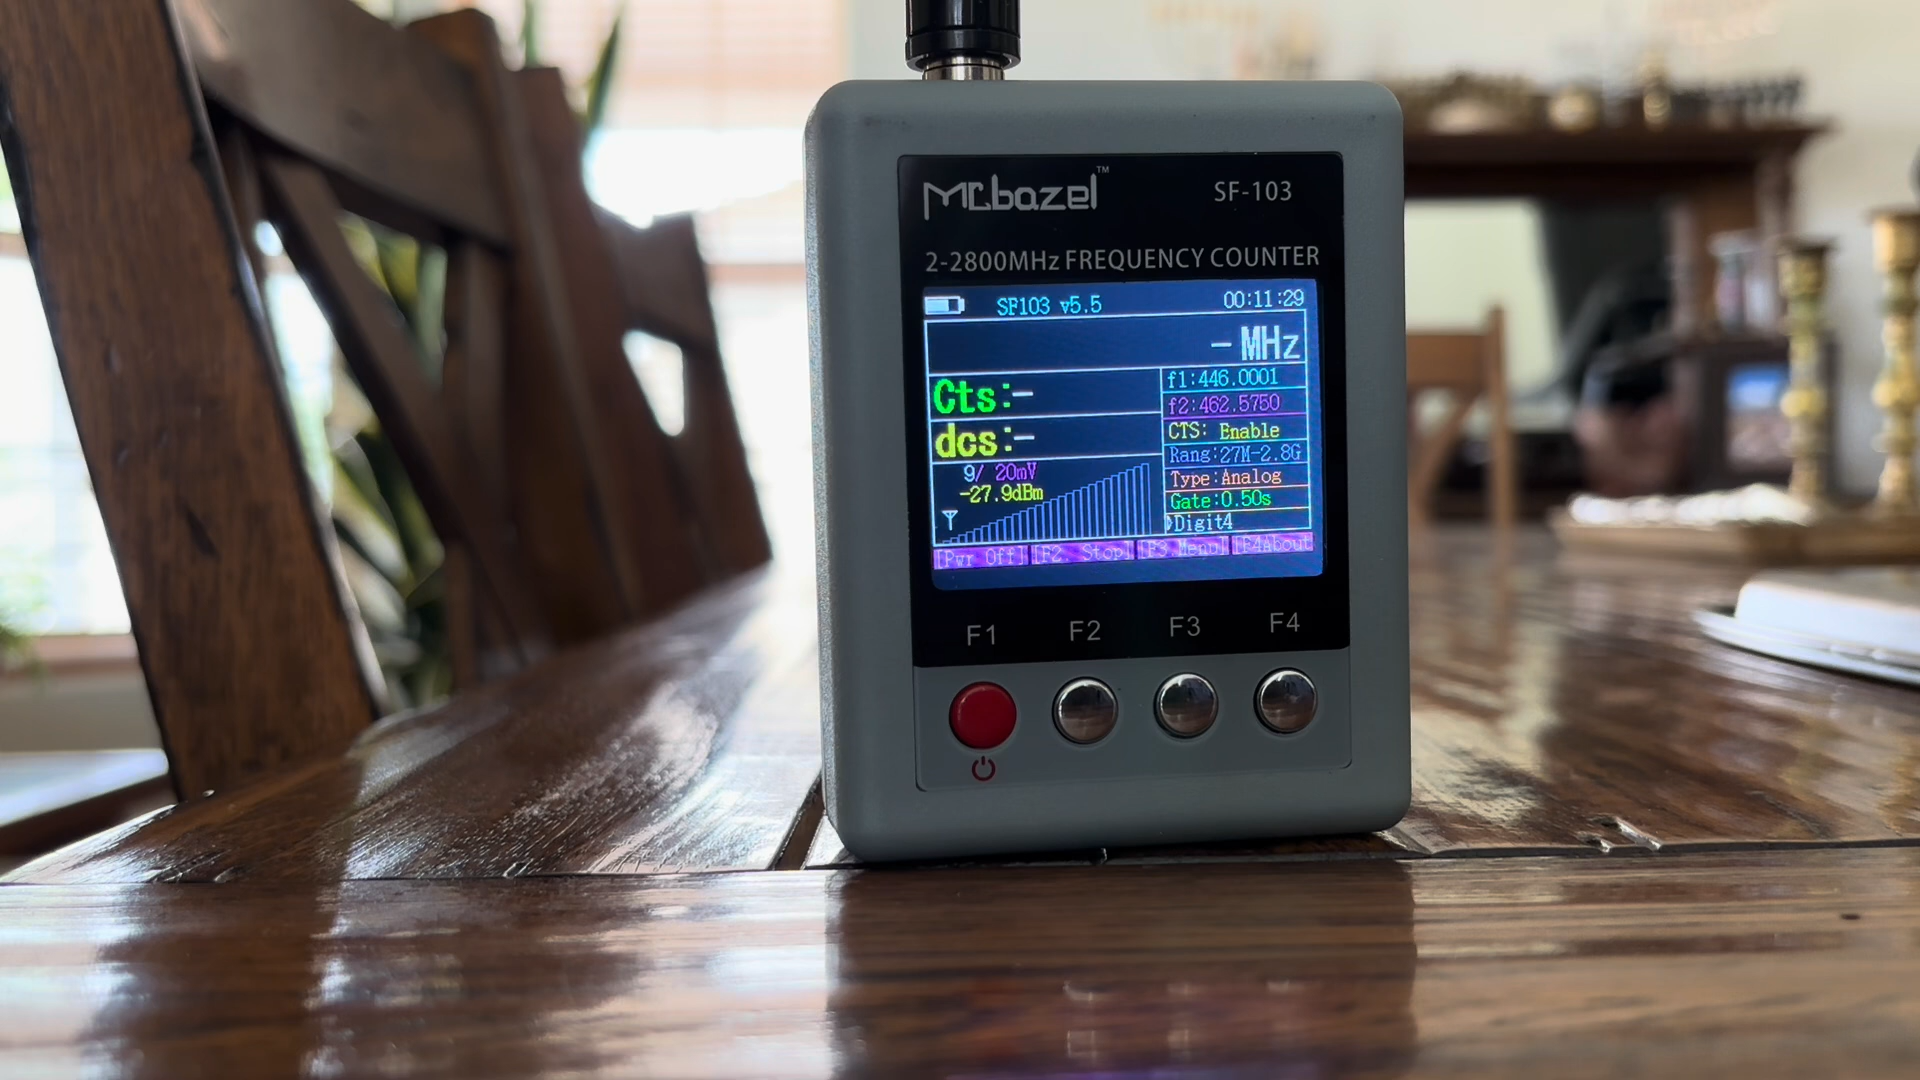 Mcbazel™
SF-103
2-2800MHz FREQUENCY COUNTER
SF103 v5.5 00:11:29
- MHz
Cts:-
dcs:-
9/ 20mV
-27.9dBm
f1:446.0001
f2:462.5750
CTS: Enable
Rang:27M-2.8G
Type:Analog
Gate:0.50s
Digit4
[Pwr Off] [F2 Stop] [F3 Menu] [F4About
F1 F2 F3 F4